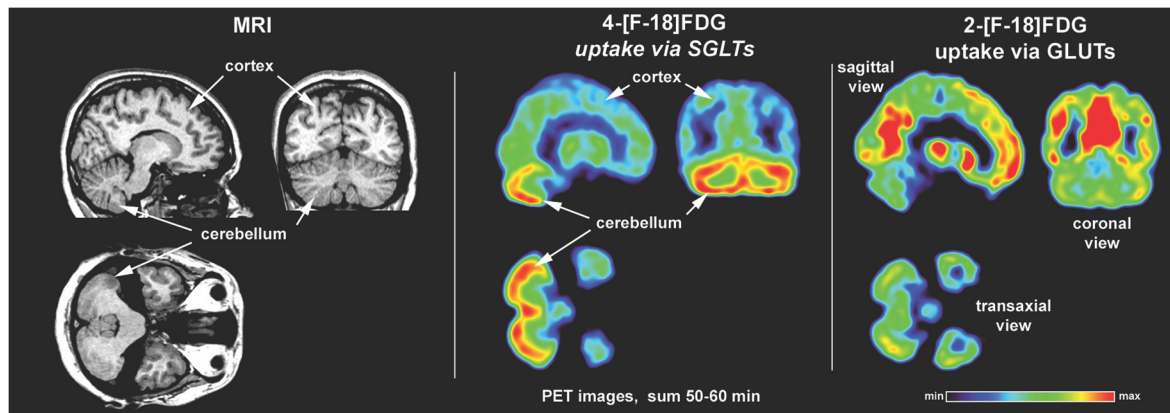 MRI
cortex
cerebellum
4-[F-18]FDG
uptake via SGLTs
cortex
cerebellum
PET images, sum 50-60 min
2-[F-18]FDG
uptake via GLUTs
sagittal
view
coronal
view
transaxial
view
min
max